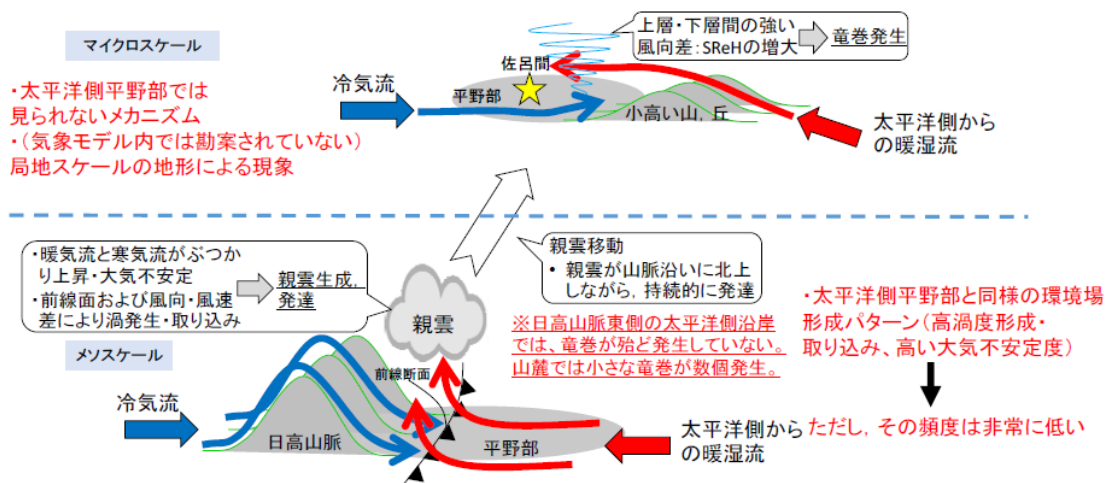 マイクロスケール
・太平洋側平野部では
見られないメカニズム
・(気象モデル内では勘案されていない)
局地スケールの地形による現象
冷気流
平野部
佐呂間
上層・下層間の強い
風向差:SReHの増大
竜巻発生
小高い山, 丘
太平洋側から
の暖湿流
・暖気流と寒気流がぶつか
り上昇・大気不安定
・前線面および風向・風速
差により渦発生・取り込み
親雲生成,
発達
親雲
親雲移動
• 親雲が山脈沿いに北上
しながら, 持続的に発達
※日高山脈東側の太平洋側沿岸
では、竜巻が殆ど発生していない。
山麓では小さな竜巻が数個発生。
・太平洋側平野部と同様の環境場
形成パターン(高渦度形成・
取り込み、高い大気不安定度)
ただし, その頻度は非常に低い
メソスケール
冷気流
日高山脈
前線断面
平野部
太平洋側から
の暖湿流